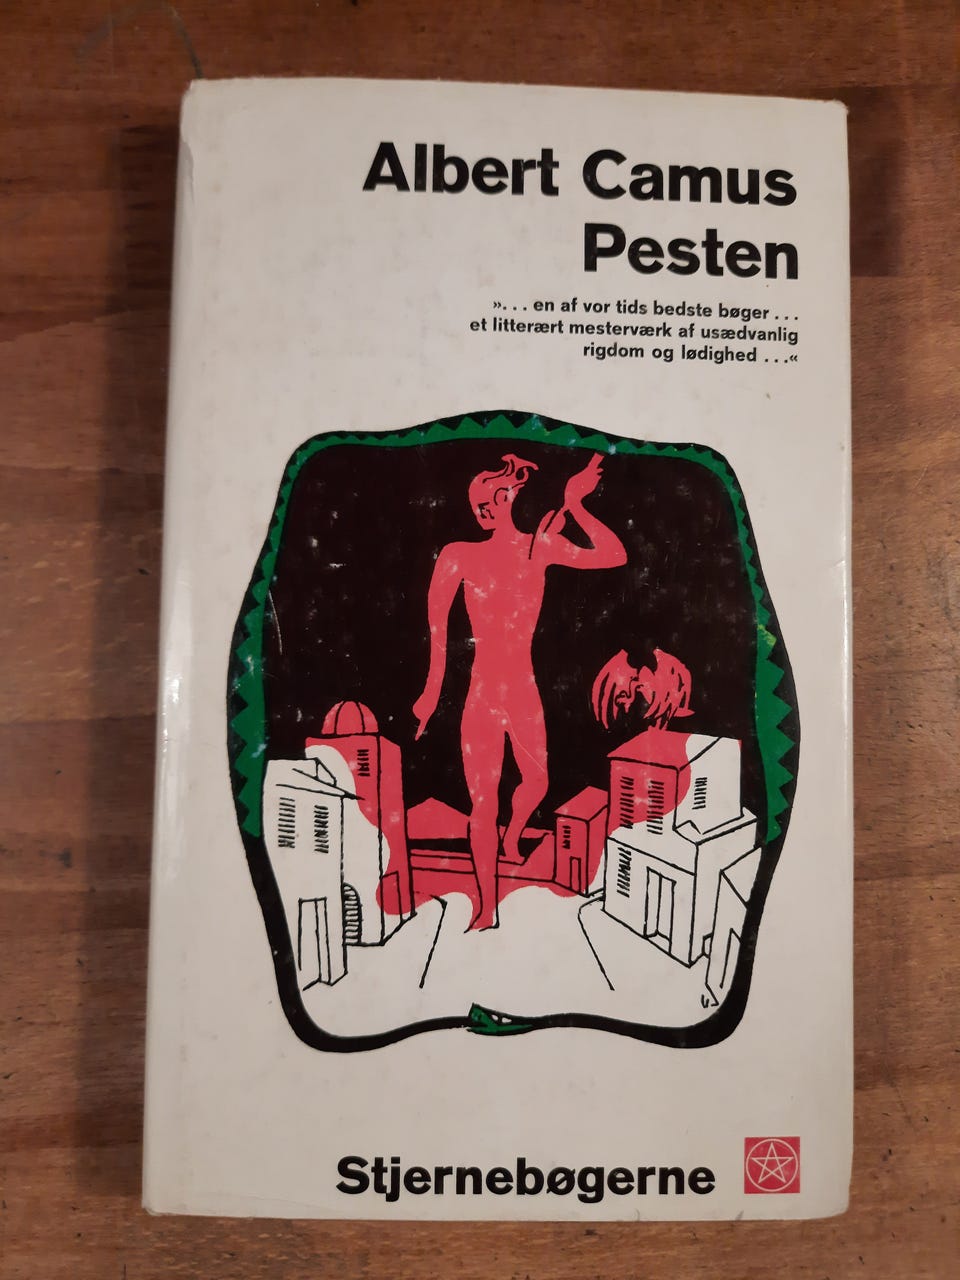 Albert Camus
Pesten
». . . en af vor tids bedste bøger . . .
et litterært mesterværk af usædvanlig
rigdom og lødighed . . .«
Stjernebøgerne